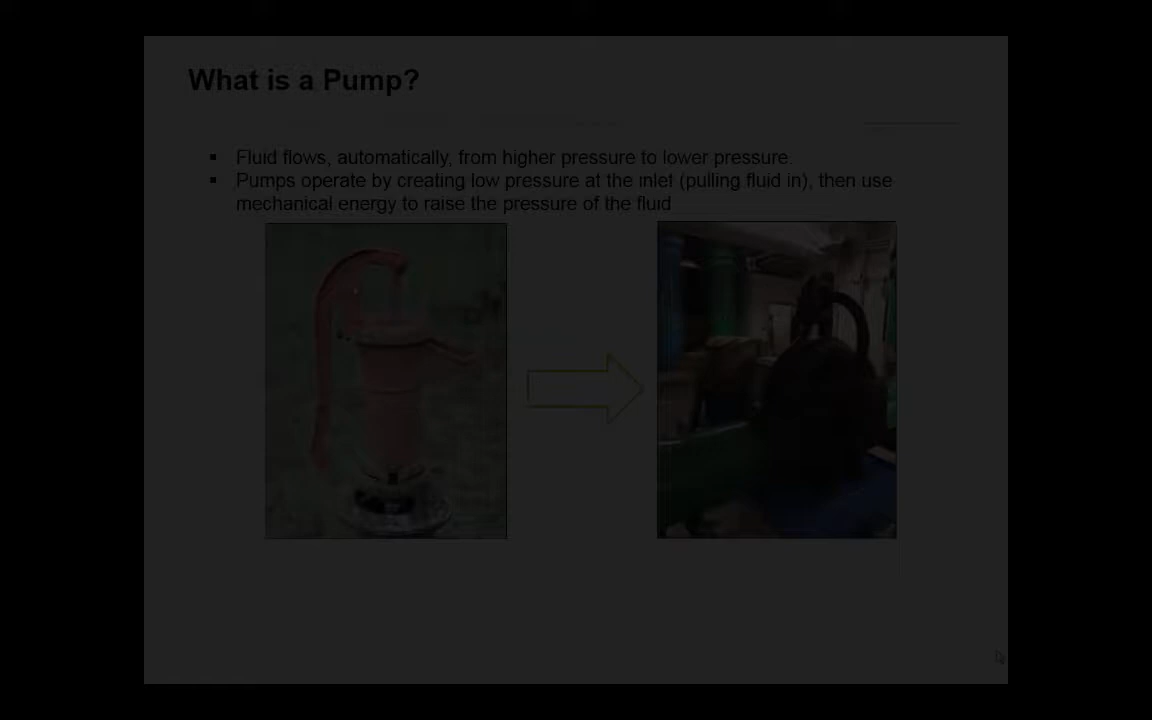 What is a Pump?
▪ Fluid flows, automatically, from higher pressure to lower pressure.
▪ Pumps operate by creating low pressure at the inlet (pulling fluid in), then use
mechanical energy to raise the pressure of the fluid